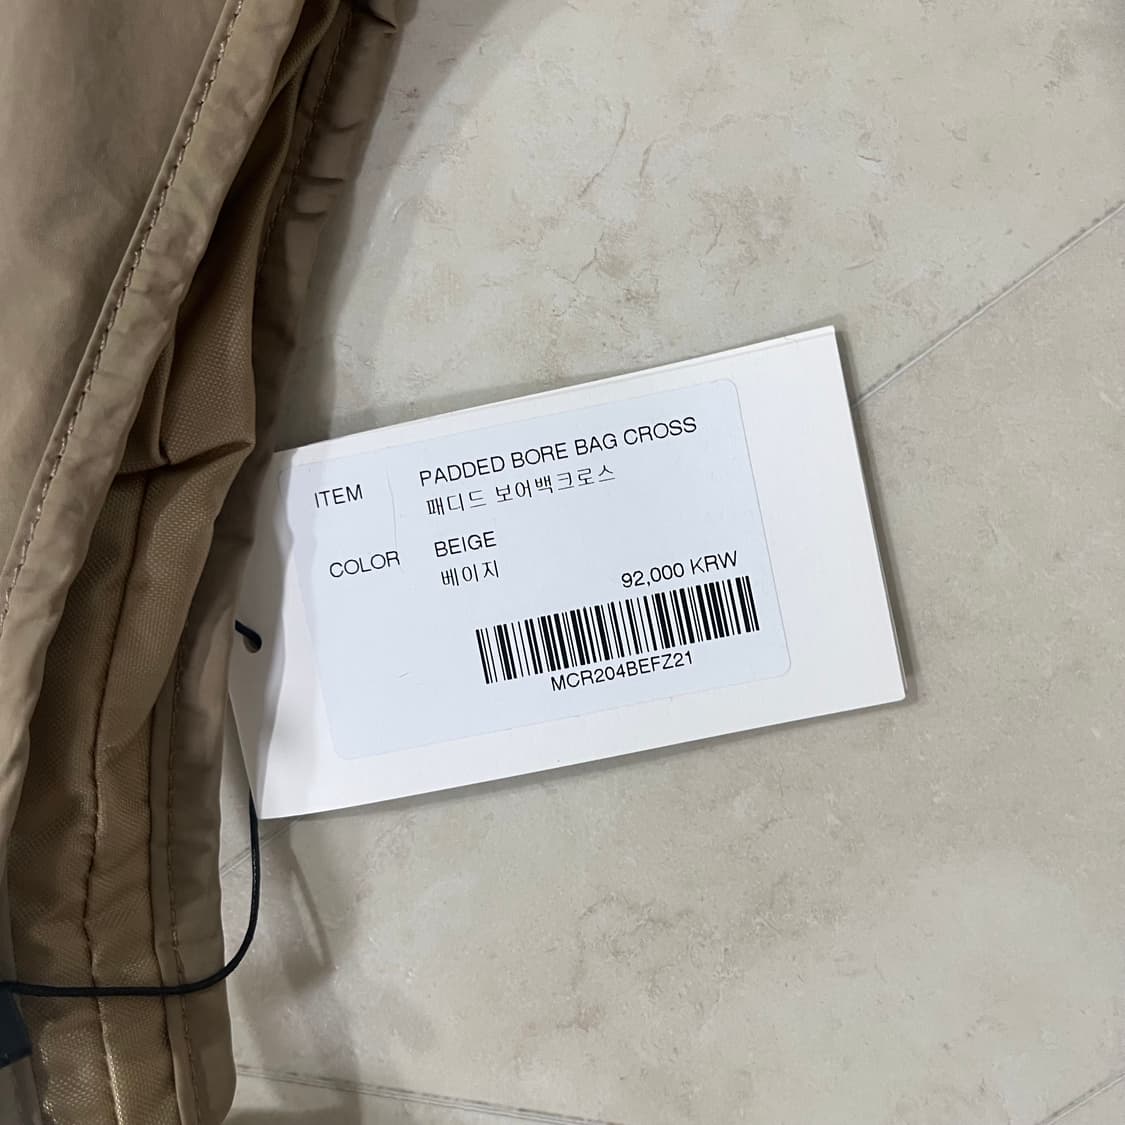 ITEM
PADDED BORE BAG CROSS
패디드 보어백크로스
COLOR
BEIGE
베이지
92,000 KRW
MCR204BEFZ21